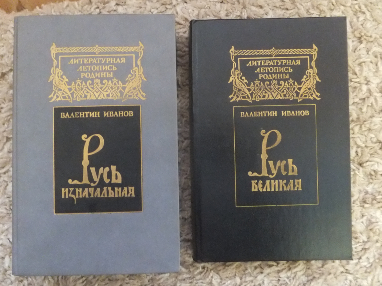 ЛИТЕРАТУРНАЯ
ЛЕТОПИСЬ
РОДИНЫ
ВАЛЕНТИН ИВАНОВ
Русь
ИЗНАЧАЛЬНАЯ
ЛИТЕРАТУРНАЯ
ЛЕТОПИСЬ
РОДИНЫ
ВАЛЕНТИН ИВАНОВ
Русь
ВЕЛИКАЯ